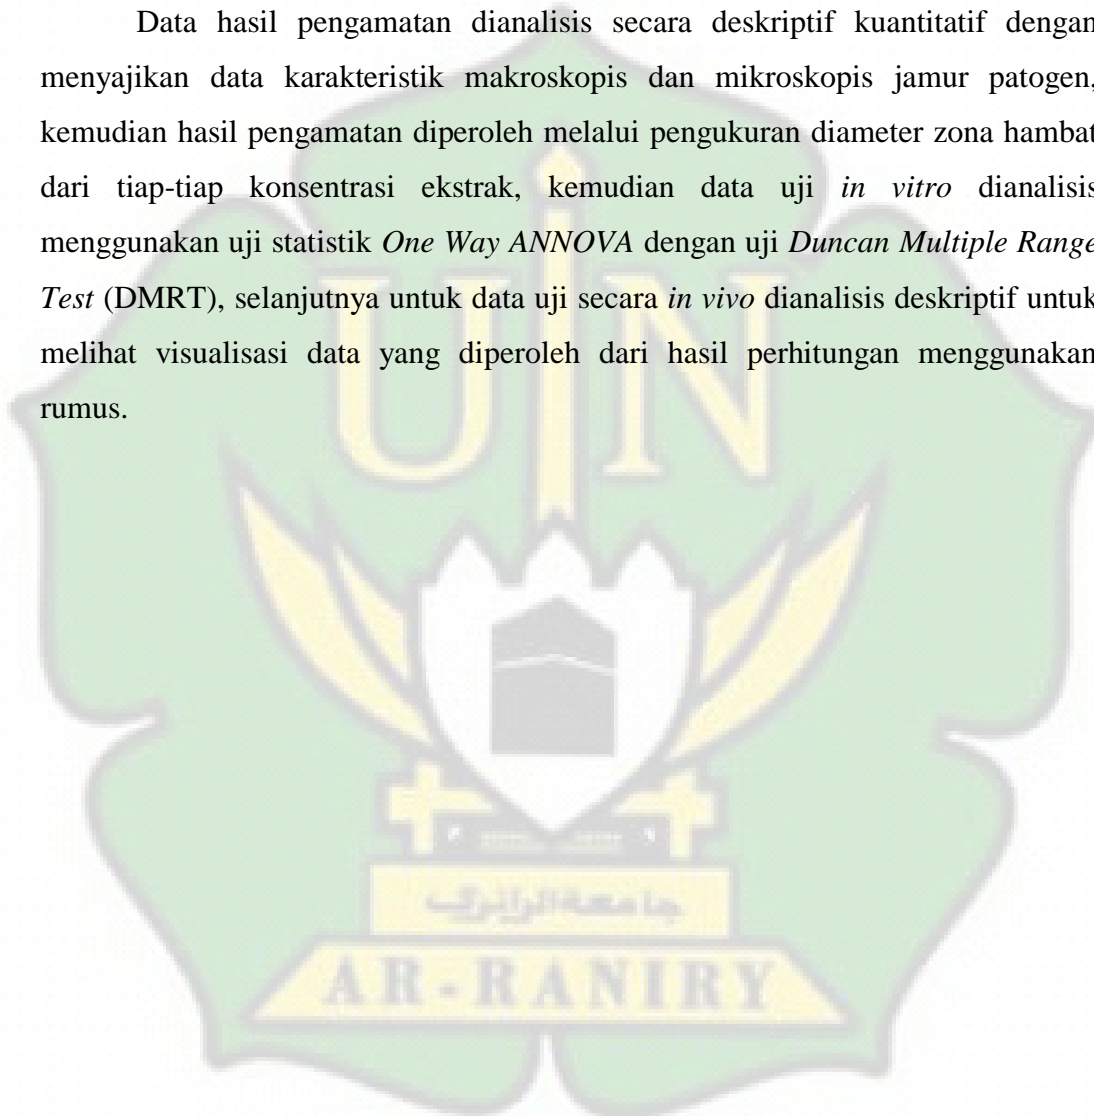 Data hasil pengamatan dianalisis secara deskriptif kuantitatif dengan
menyajikan data karakteristik makroskopis dan mikroskopis jamur patogen,
kemudian hasil pengamatan diperoleh melalui pengukuran diameter zona hambat
dari tiap-tiap konsentrasi ekstrak, kemudian data uji in vitro dianalisis
menggunakan uji statistik One Way ANNOVA dengan uji Duncan Multiple Range
Test (DMRT), selanjutnya untuk data uji secara in vivo dianalisis deskriptif untuk
melihat visualisasi data yang diperoleh dari hasil perhitungan menggunakan
rumus.
UIN
جامعة الرانري
AR-RANIRY